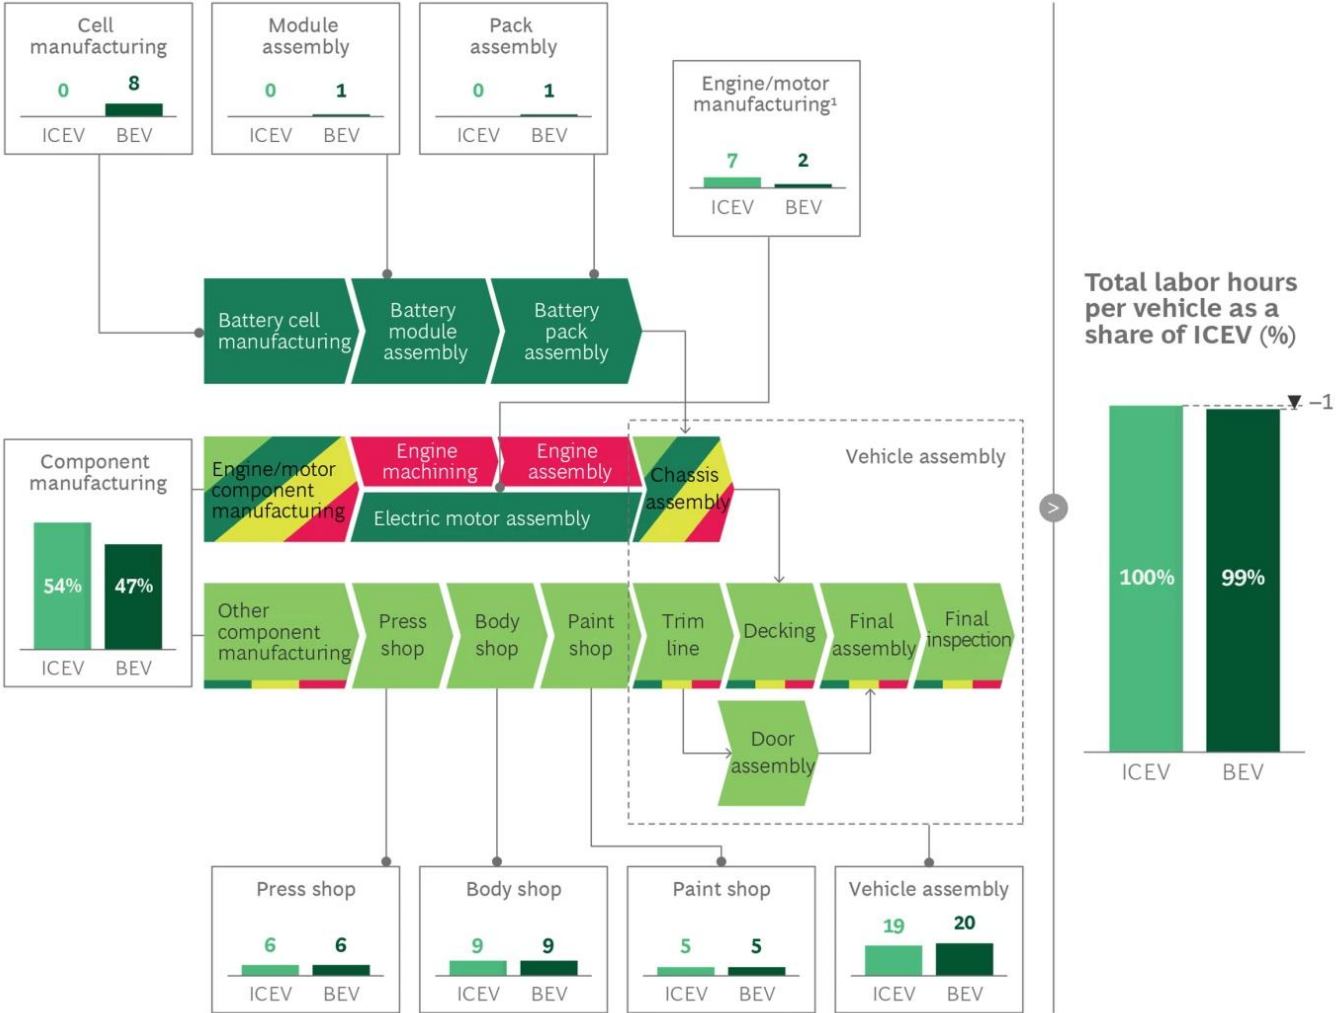 Cell
manufacturing
0
8
ICEV
BEV
Module
assembly
0
1
ICEV
BEV
Pack
assembly
0
1
ICEV
BEV
Engine/motor
manufacturing¹
7
2
ICEV
BEV
Battery cell
manufacturing
Battery
module
assembly
Battery
pack
assembly
Component
manufacturing
54%
47%
ICEV
BEV
Engine/motor
component
manufacturing
Engine
machining
Engine
assembly
Electric motor assembly
Chassis
assembly
Vehicle assembly
Other
component
manufacturing
Press
shop
Body
shop
Paint
shop
Trim
line
Decking
Final
assembly
Final
inspection
Door
assembly
Press shop
6
6
ICEV
BEV
Body shop
9
9
ICEV
BEV
Paint shop
5
5
ICEV
BEV
Vehicle assembly
19
20
ICEV
BEV
>
Total labor hours
per vehicle as a
share of ICEV (%)
▼ –1
100%
99%
ICEV
BEV